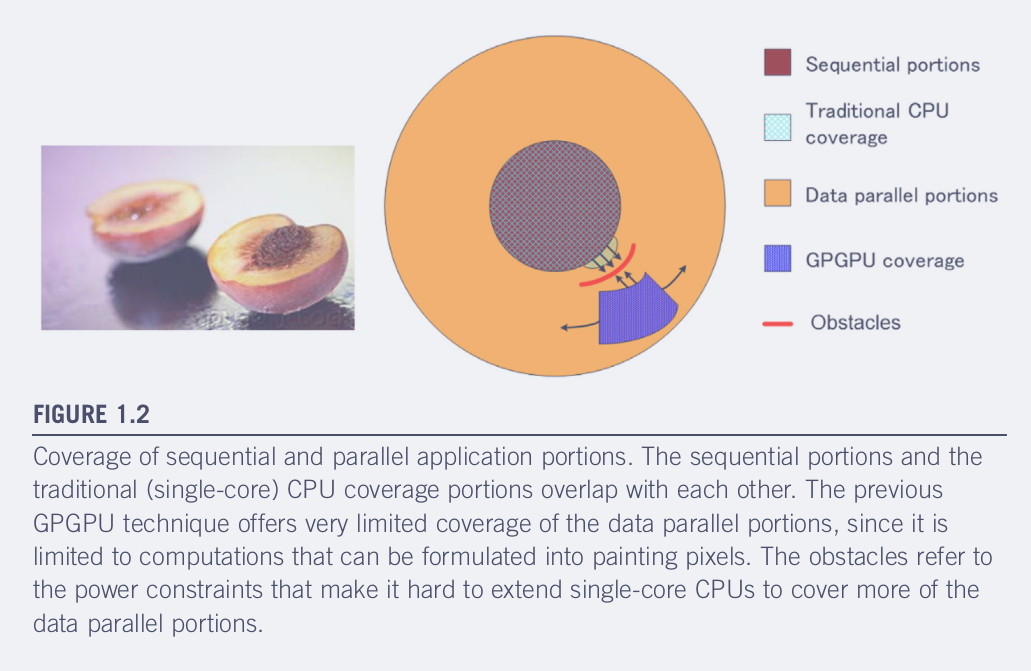 Sequential portions
Traditional CPU
coverage
Data parallel portions
GPGPU coverage
Obstacles
FIGURE 1.2
Coverage of sequential and parallel application portions. The sequential portions and the
traditional (single-core) CPU coverage portions overlap with each other. The previous
GPGPU technique offers very limited coverage of the data parallel portions, since it is
limited to computations that can be formulated into painting pixels. The obstacles refer to
the power constraints that make it hard to extend single-core CPUs to cover more of the
data parallel portions.